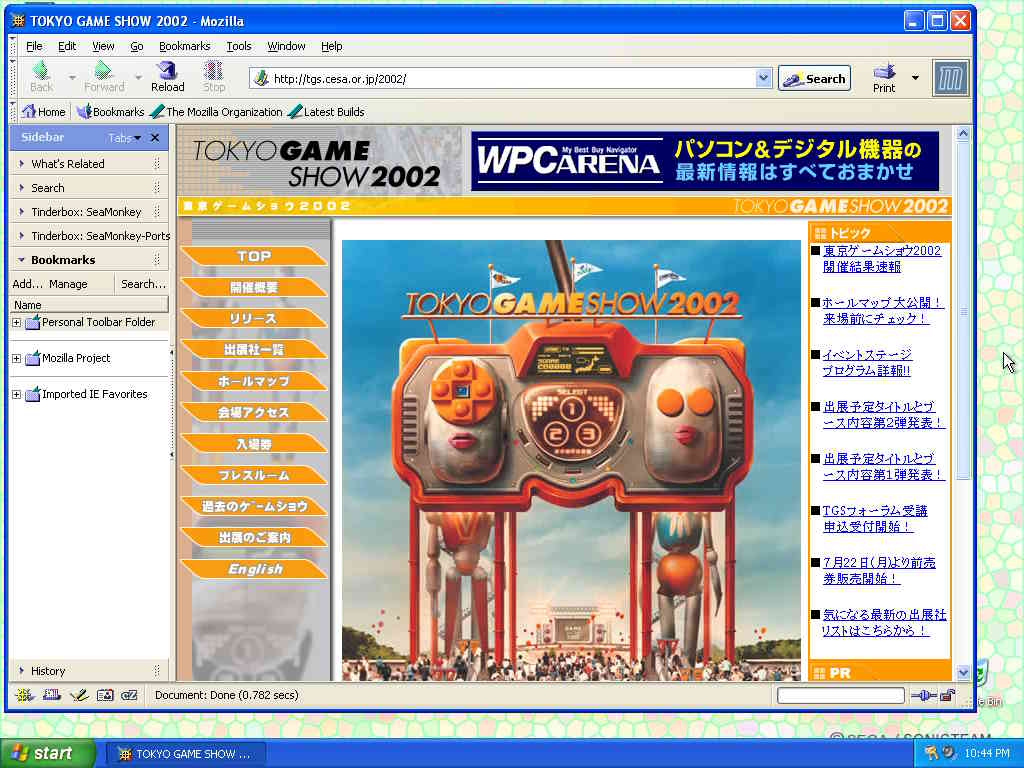 TOKYO GAME SHOW 2002 - Mozilla
File Edit View Go Bookmarks Tools Window Help
Back Forward Reload Stop http://tgs.cesa.or.jp/2002/ Search Print
Home Bookmarks The Mozilla Organization Latest Builds
Sidebar Tabs
What's Related
Search
Tinderbox: SeaMonkey
Tinderbox: SeaMonkey-Ports
Bookmarks
Add... Manage Search...
Name
Personal Toolbar Folder
Mozilla Project
Imported IE Favorites
History
TOKYO GAME
SHOW 2002
WPC ARENA
My Best Buy Navigator
パソコン&デジタル機器の
最新情報はすべておまかせ
東京ゲームショウ2002
TOKYO GAME SHOW 2002
TOP
開催概要
リリース
出展社一覧
ホールマップ
会場アクセス
入場券
プレスルーム
過去のゲームショウ
出展のご案内
English
TOKYO GAME SHOW 2002
SCORE
SELECT
1
2 3
トピック
東京ゲームショウ2002
開催結果速報
ホールマップ大公開!
来場前にチェック!
イベントステージ
プログラム詳報!!
出展予定タイトルとブ
ース内容第2弾発表!
出展予定タイトルとブ
ース内容第1弾発表!
TGSフォーラム受講
申込受付開始!
7月22日(月)より前売
券販売開始!
気になる最新の出展社
リストはこちらから!
PR
Document: Done (0.782 secs)
e Bin
©SEGA / SONICTEAM
start TOKYO GAME SHOW ... 10:44 PM